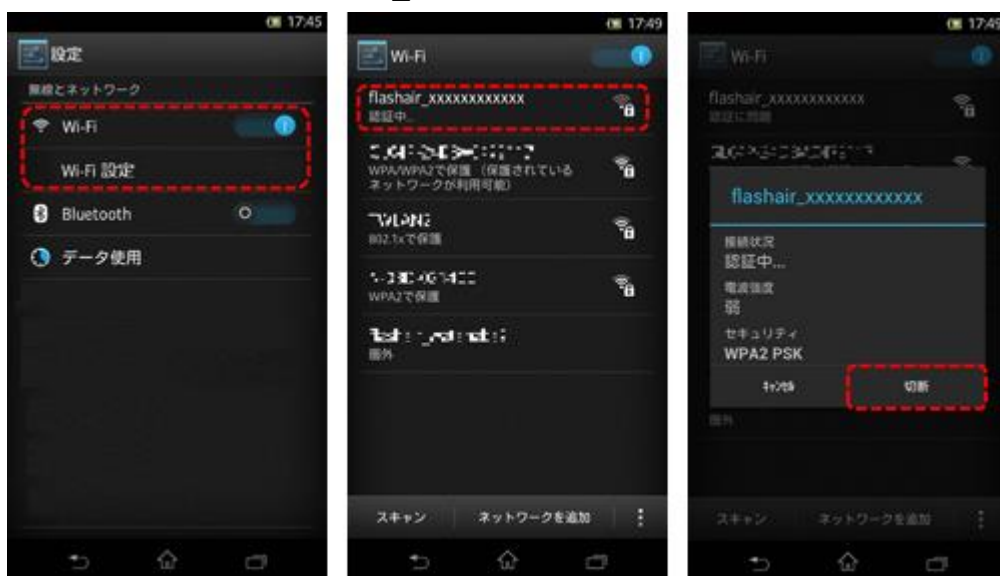 17:45
設定
無線とネットワーク
Wi-Fi
Wi-Fi 設定
Bluetooth
データ使用
17:49
Wi-Fi
flashair_xxxxxxxxxxxx
認証中...
WPA/WPA2で保護（保護されている
ネットワークが利用可能）
802.1xで保護
WPA2で保護
圏外
スキャン
ネットワークを追加
17:49
Wi-Fi
flashair_xxxxxxxxxxxx
認証に問題
flashair_xxxxxxxxxxxx
接続状況
認証中...
電波強度
弱
セキュリティ
WPA2 PSK
ｷｬﾝｾﾙ
切断
圏外
スキャン
ネットワークを追加